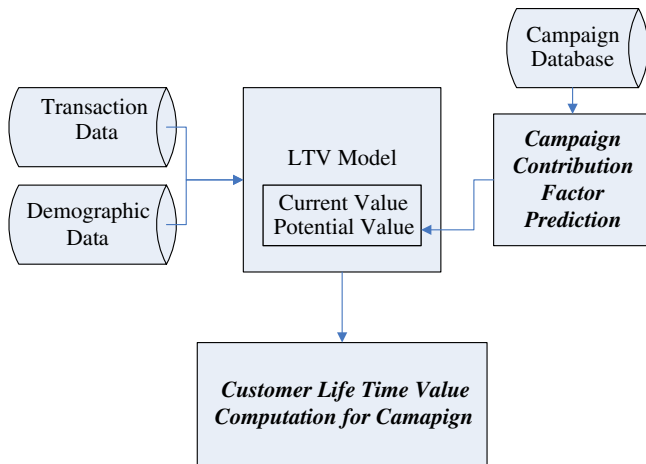 Campaign
Database
Transaction
Data
LTV Model
Campaign
Contribution
Factor
Prediction
Current Value
Potential Value
Demographic
Data
Customer Life Time Value
Computation for Camapign